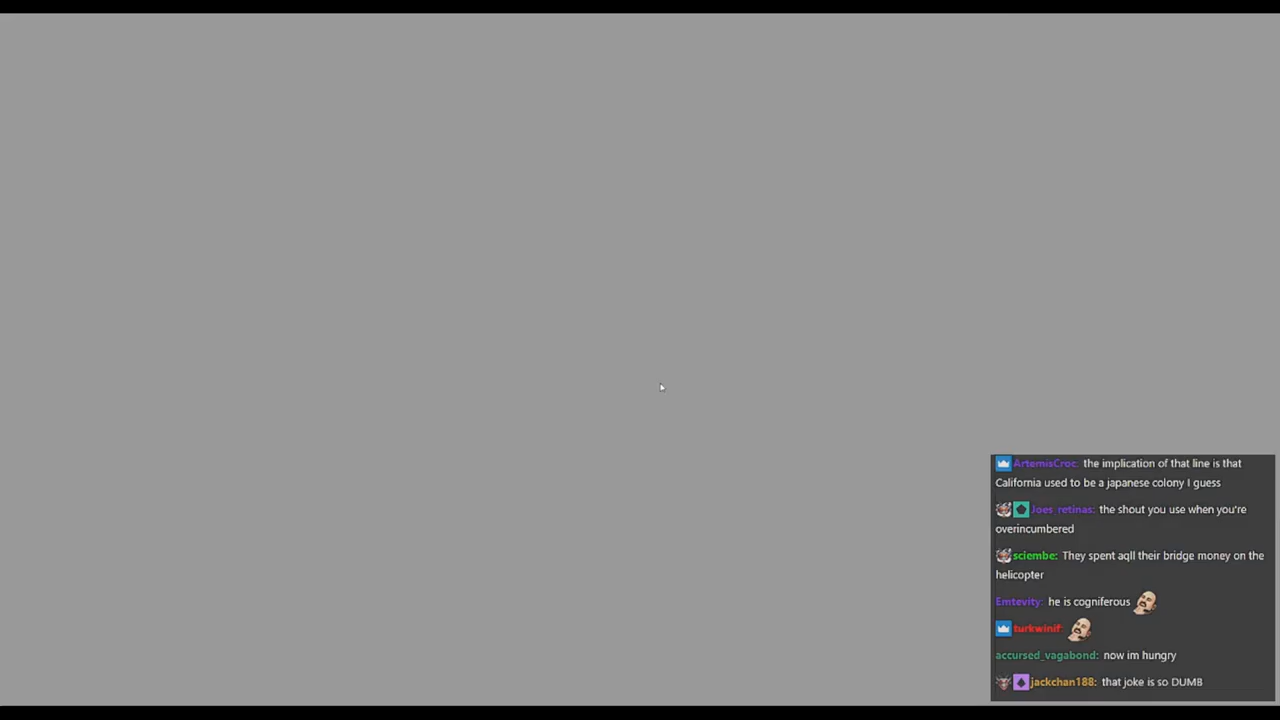 ArtemisCroc: the implication of that line is that
California used to be a japanese colony I guess
Joes_retinas: the shout you use when you're
overincumbered
sciembe: They spent aqll their bridge money on the
helicopter
Emtevity: he is cogniferous
turkwinif:
accursed_vagabond: now im hungry
jackchan188: that joke is so DUMB